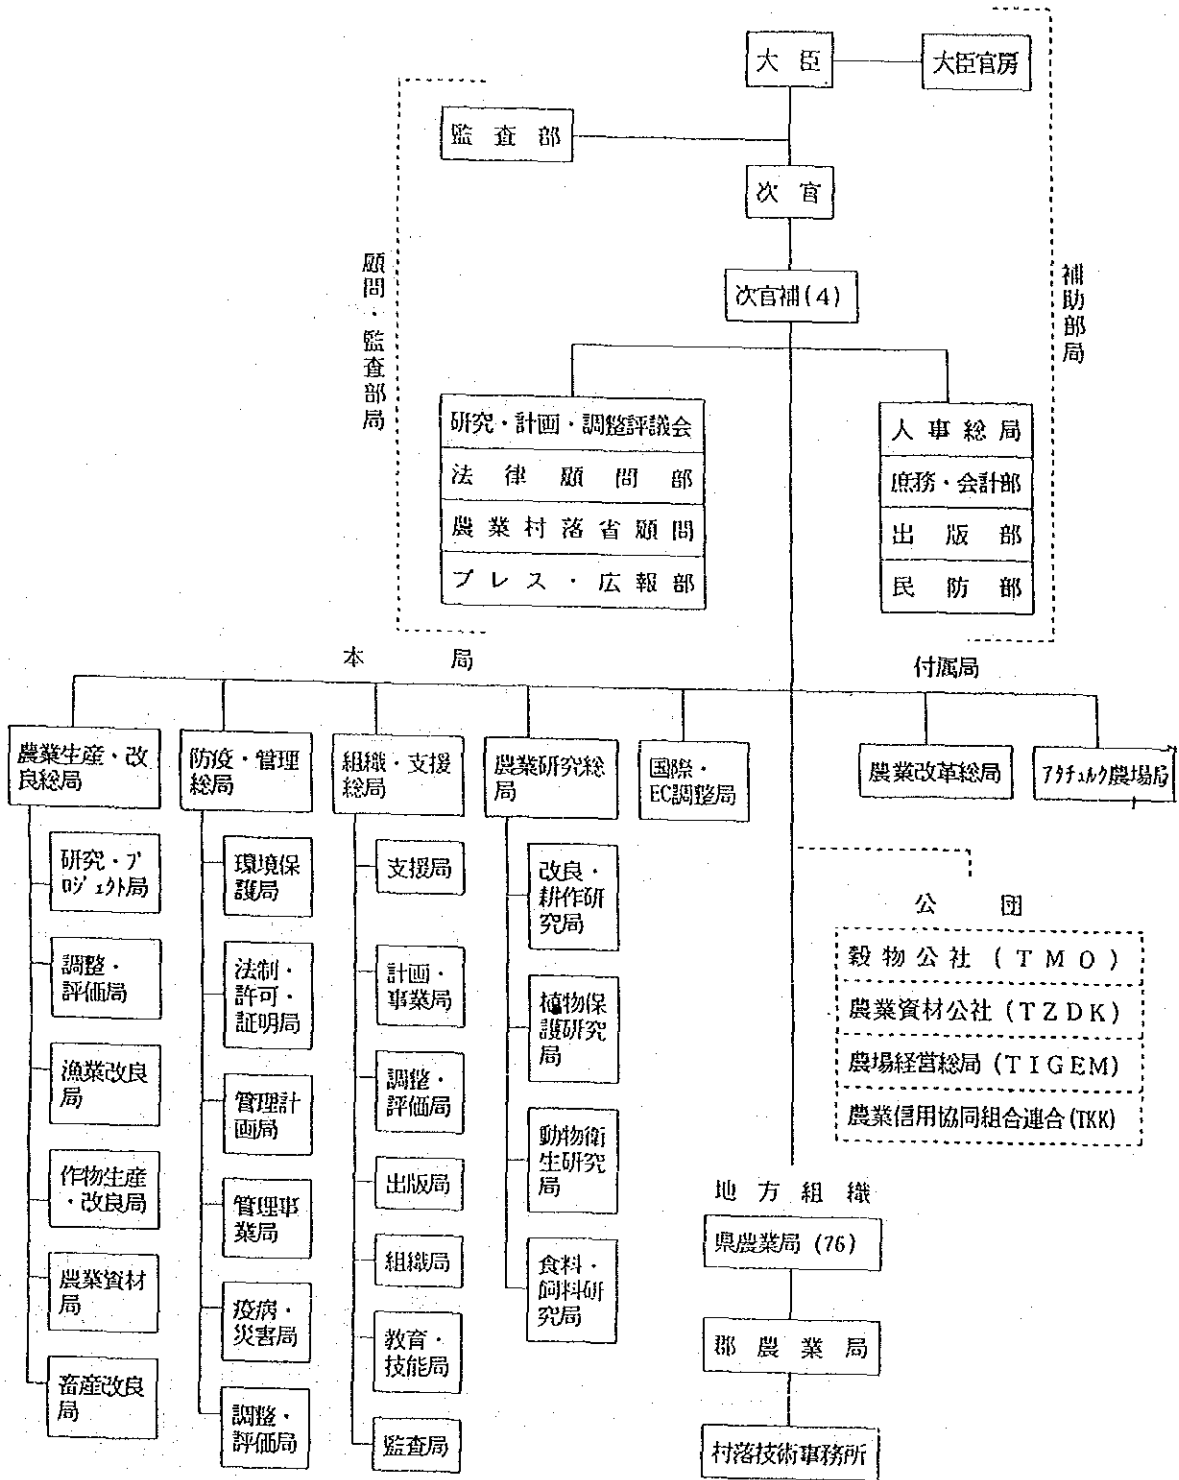 大臣
大臣官房
監査部
次官
次官補(4)
顧問・監査部局
補助部局
研究・計画・調整評議会
法律顧問部
農業村落省顧問
プレス・広報部
人事総局
庶務・会計部
出版部
民防部
本局
付属局
農業生産・改
良総局
防疫・管理
総局
組織・支援
総局
農業研究総
局
国際・
EC調整局
農業改革総局
アタチュルク農場局
研究・プ
ロジェクト局
調整・
評価局
漁業改良
局
作物生産
・改良局
農業資材
局
畜産改良
局
環境保
護局
法制・
許可・
証明局
管理計
画局
管理事
業局
疫病・
災害局
調整・
評価局
支援局
計画・
事業局
調整・
評価局
出版局
組織局
教育・
技能局
監査局
改良・
耕作研
究局
植物保
護研究
局
動物衛
生研究
局
食料・
飼料研
究局
公団
穀物公社(TMO)
農業資材公社(TZDK)
農場経営総局(TIGEM)
農業信用協同組合連合(TKK)
地方組織
県農業局(76)
郡農業局
村落技術事務所